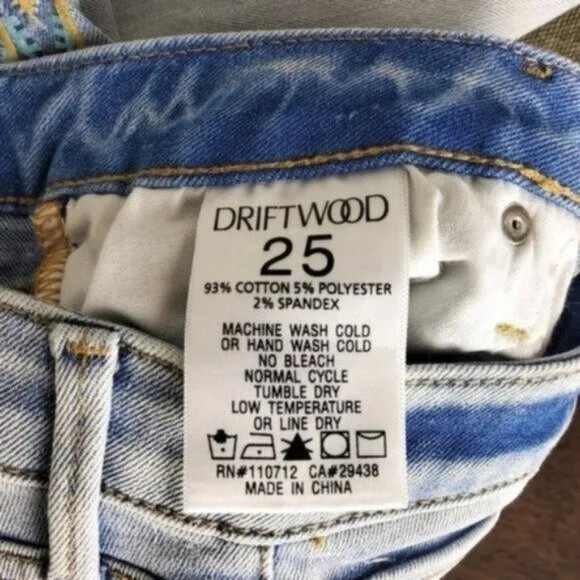 DRIFTWOOD
25
93% COTTON 5% POLYESTER
2% SPANDEX
MACHINE WASH COLD
OR HAND WASH COLD
NO BLEACH
NORMAL CYCLE
TUMBLE DRY
LOW TEMPERATURE
OR LINE DRY
RN#110712 CA#29438
MADE IN CHINA